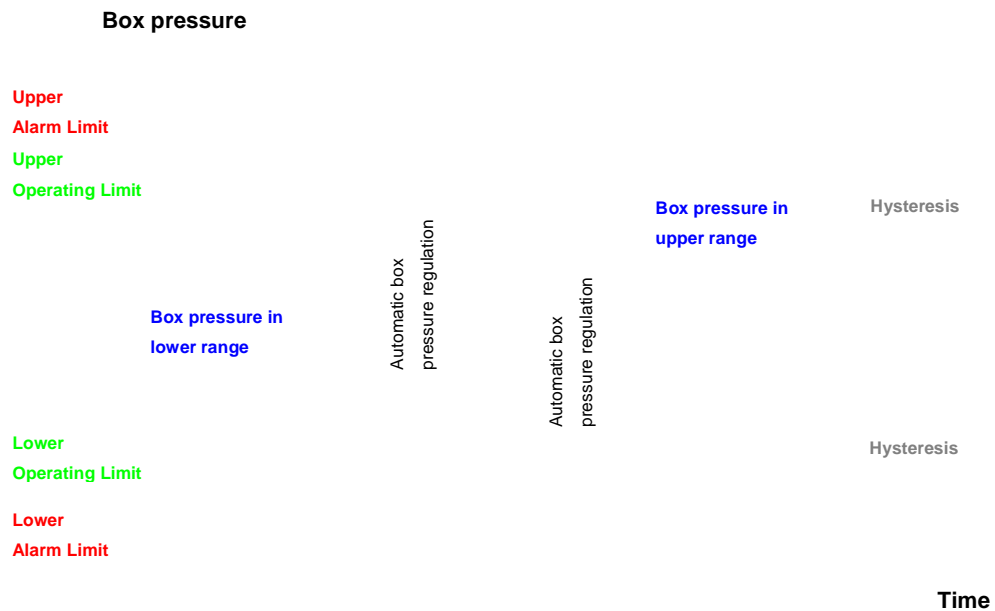 Box pressure
Upper
Alarm Limit
Upper
Operating Limit
Box pressure in
upper range
Hysteresis
Automatic box
pressure regulation
Automatic box
pressure regulation
Box pressure in
lower range
Lower
Operating Limit
Hysteresis
Lower
Alarm Limit
Time